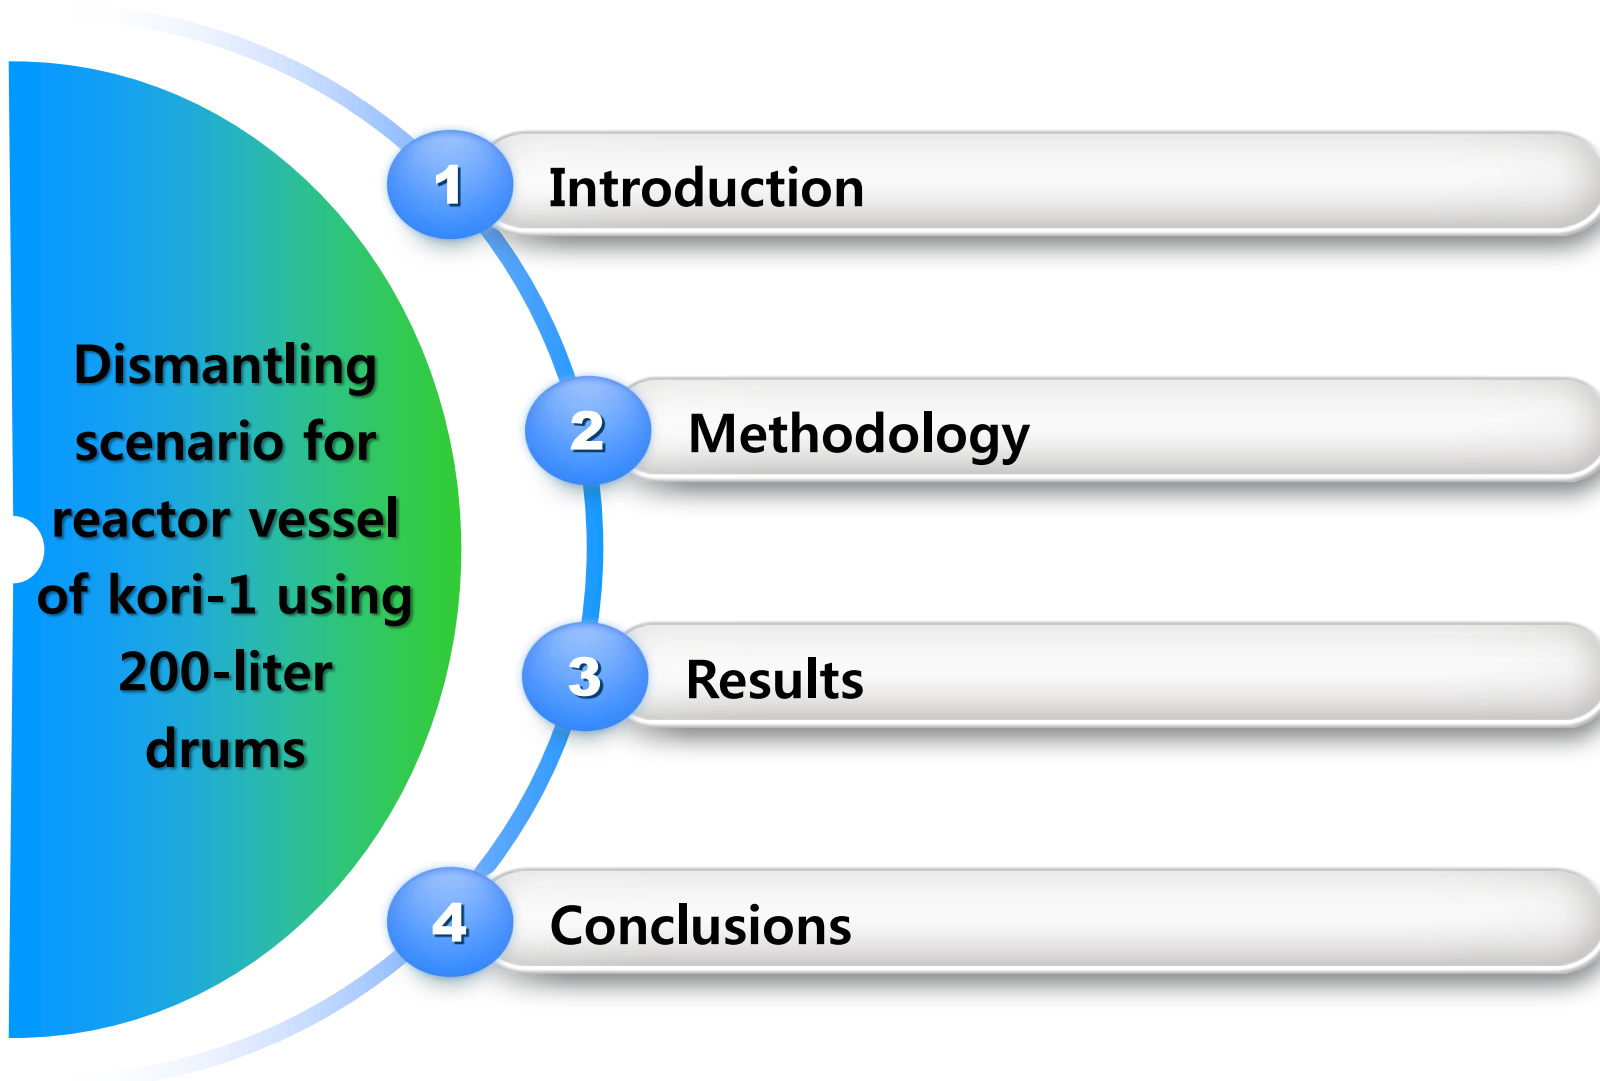 Dismantling
scenario for
reactor vessel
of kori-1 using
200-liter
drums
1 Introduction
2 Methodology
3 Results
4 Conclusions